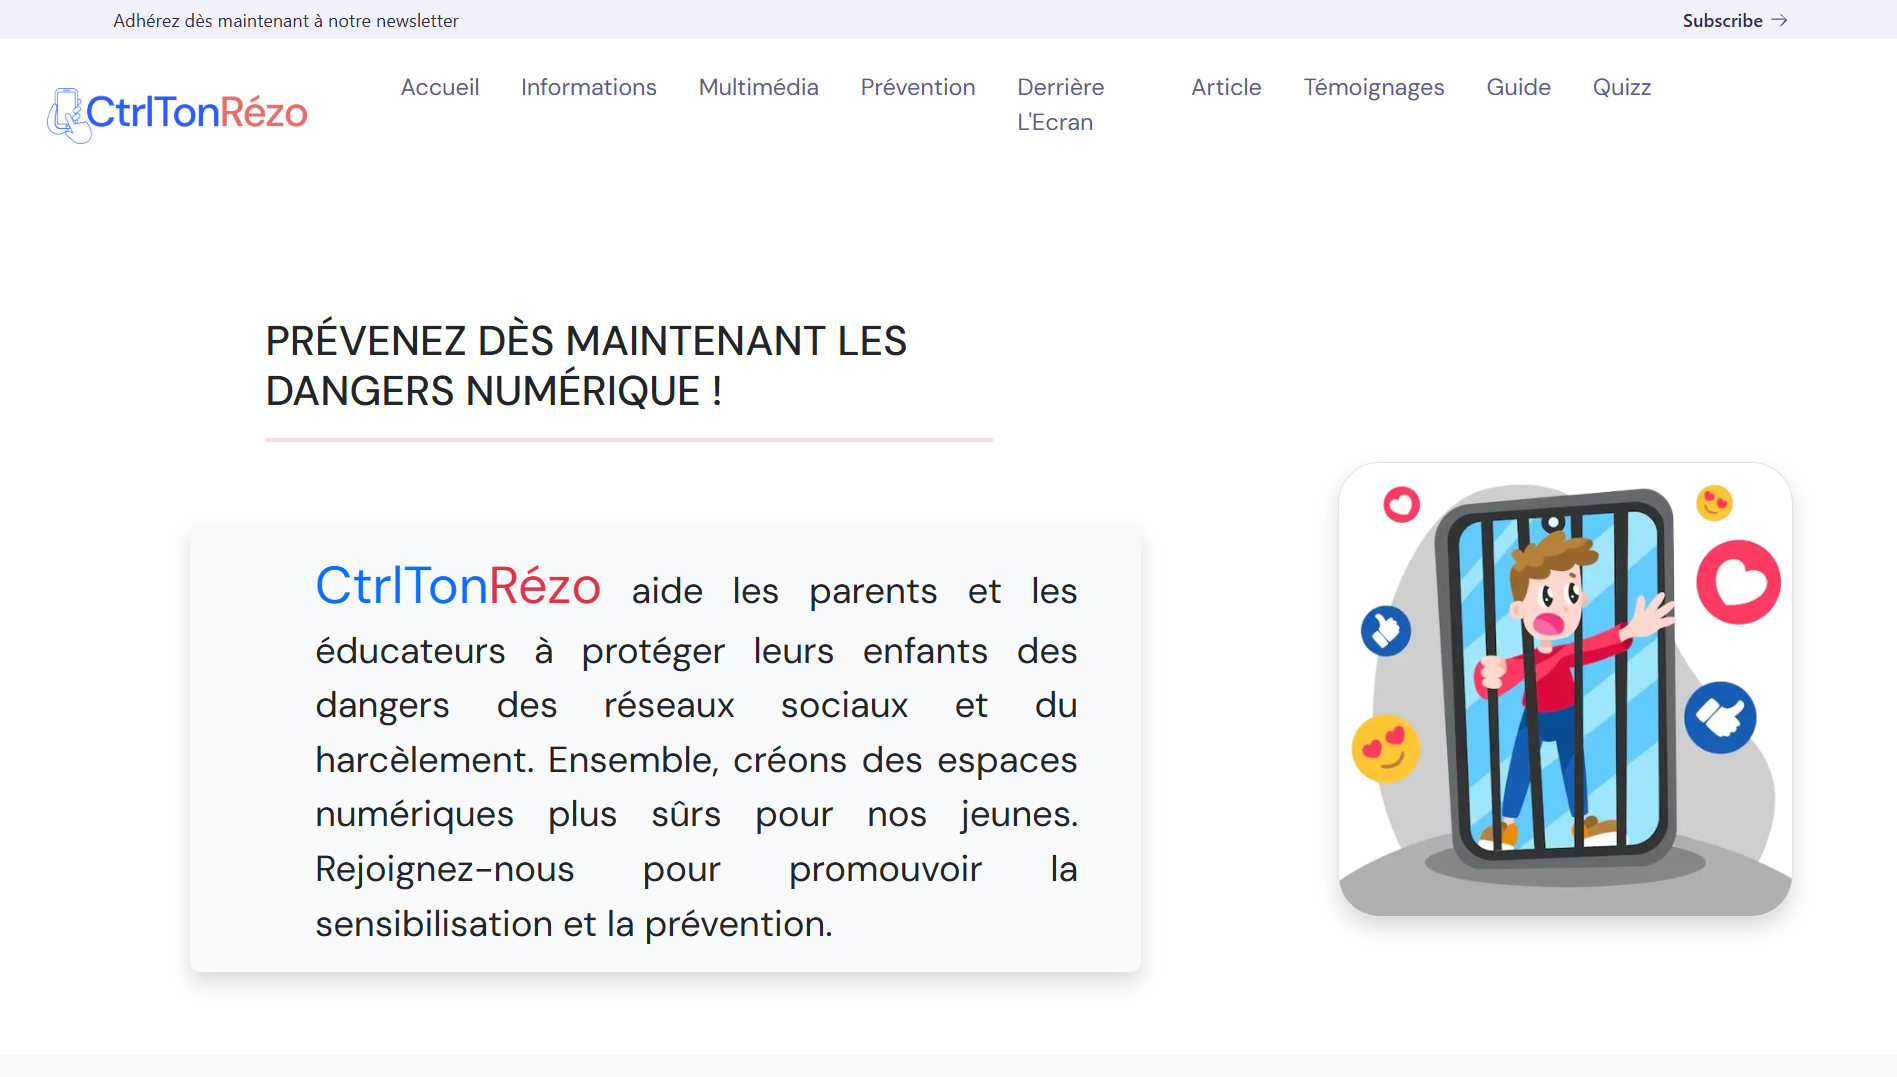 Adhérez dès maintenant à notre newsletter
Subscribe →
CtrlTonRézo
Accueil
Informations
Multimédia
Prévention
Derrière
L'Ecran
Article
Témoignages
Guide
Quizz
PRÉVENEZ DÈS MAINTENANT LES
DANGERS NUMÉRIQUE !
CtrlTonRézo aide les parents et les
éducateurs à protéger leurs enfants des
dangers des réseaux sociaux et du
harcèlement. Ensemble, créons des espaces
numériques plus sûrs pour nos jeunes.
Rejoignez-nous pour promouvoir la
sensibilisation et la prévention.